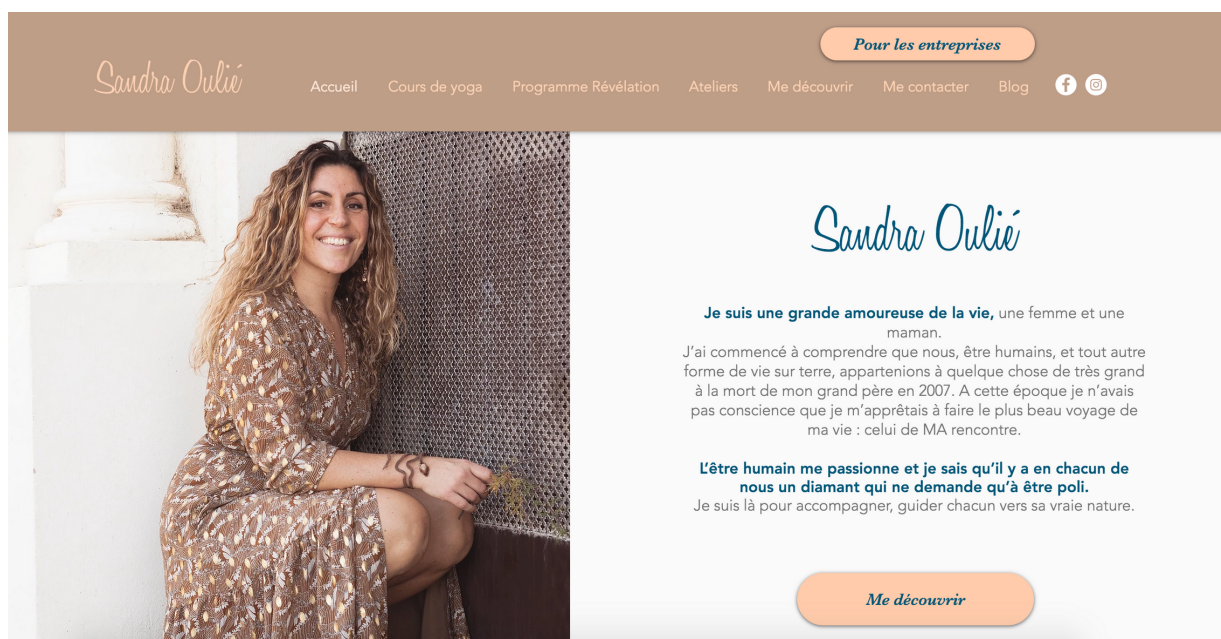 Pour les entreprises
Sandra Oulié
Accueil Cours de yoga Programme Révélation Ateliers Me découvrir Me contacter Blog
Sandra Oulié
Je suis une grande amoureuse de la vie, une femme et une
maman.
J'ai commencé à comprendre que nous, être humains, et tout autre
forme de vie sur terre, appartenions à quelque chose de très grand
à la mort de mon grand père en 2007. A cette époque je n'avais
pas conscience que je m'apprêtais à faire le plus beau voyage de
ma vie : celui de MA rencontre.
L'être humain me passionne et je sais qu'il y a en chacun de
nous un diamant qui ne demande qu'à être poli.
Je suis là pour accompagner, guider chacun vers sa vraie nature.
Me découvrir